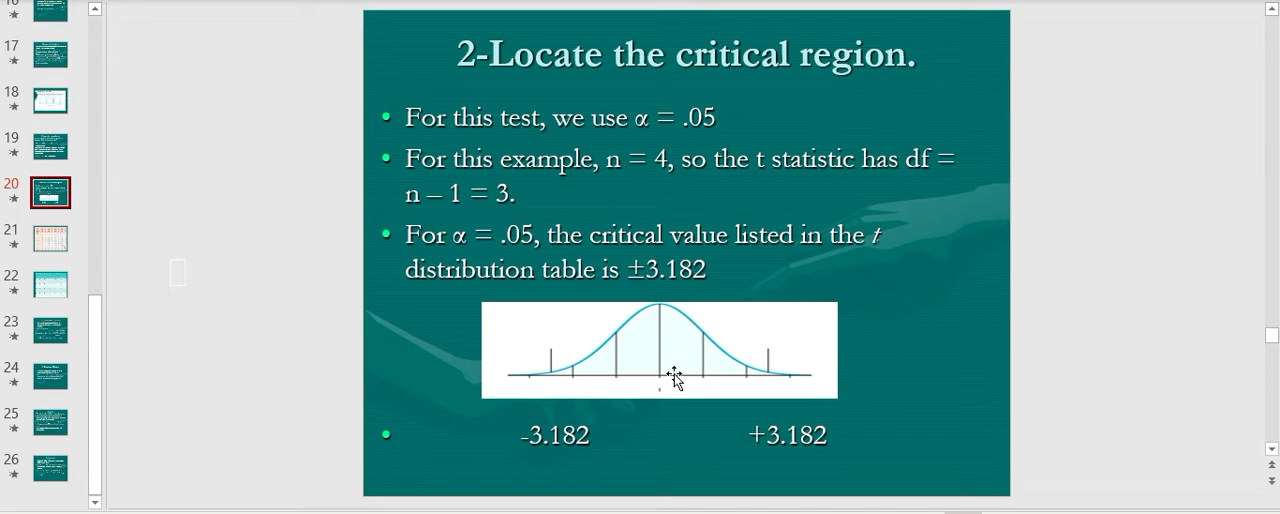 16
17
18
19
20
21
22
23
24
25
26
2-Locate the critical region.
• For this test, we use α = .05
• For this example, n = 4, so the t statistic has df =
n – 1 = 3.
• For α = .05, the critical value listed in the t
distribution table is ±3.182
• -3.182 +3.182